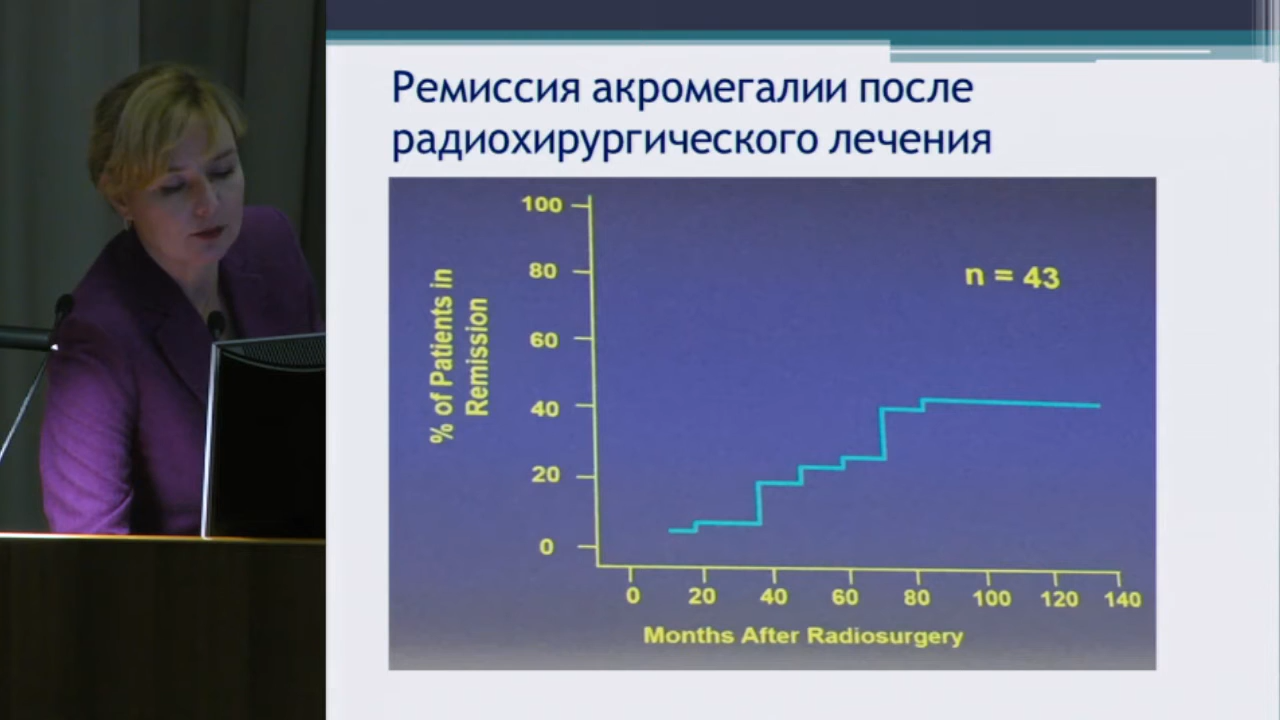 Ремиссия акромегалии после
радиохирургического лечения
100
80
60
40
20
0
% of Patients in
Remission
n = 43
0 20 40 60 80 100 120 140
Months After Radiosurgery